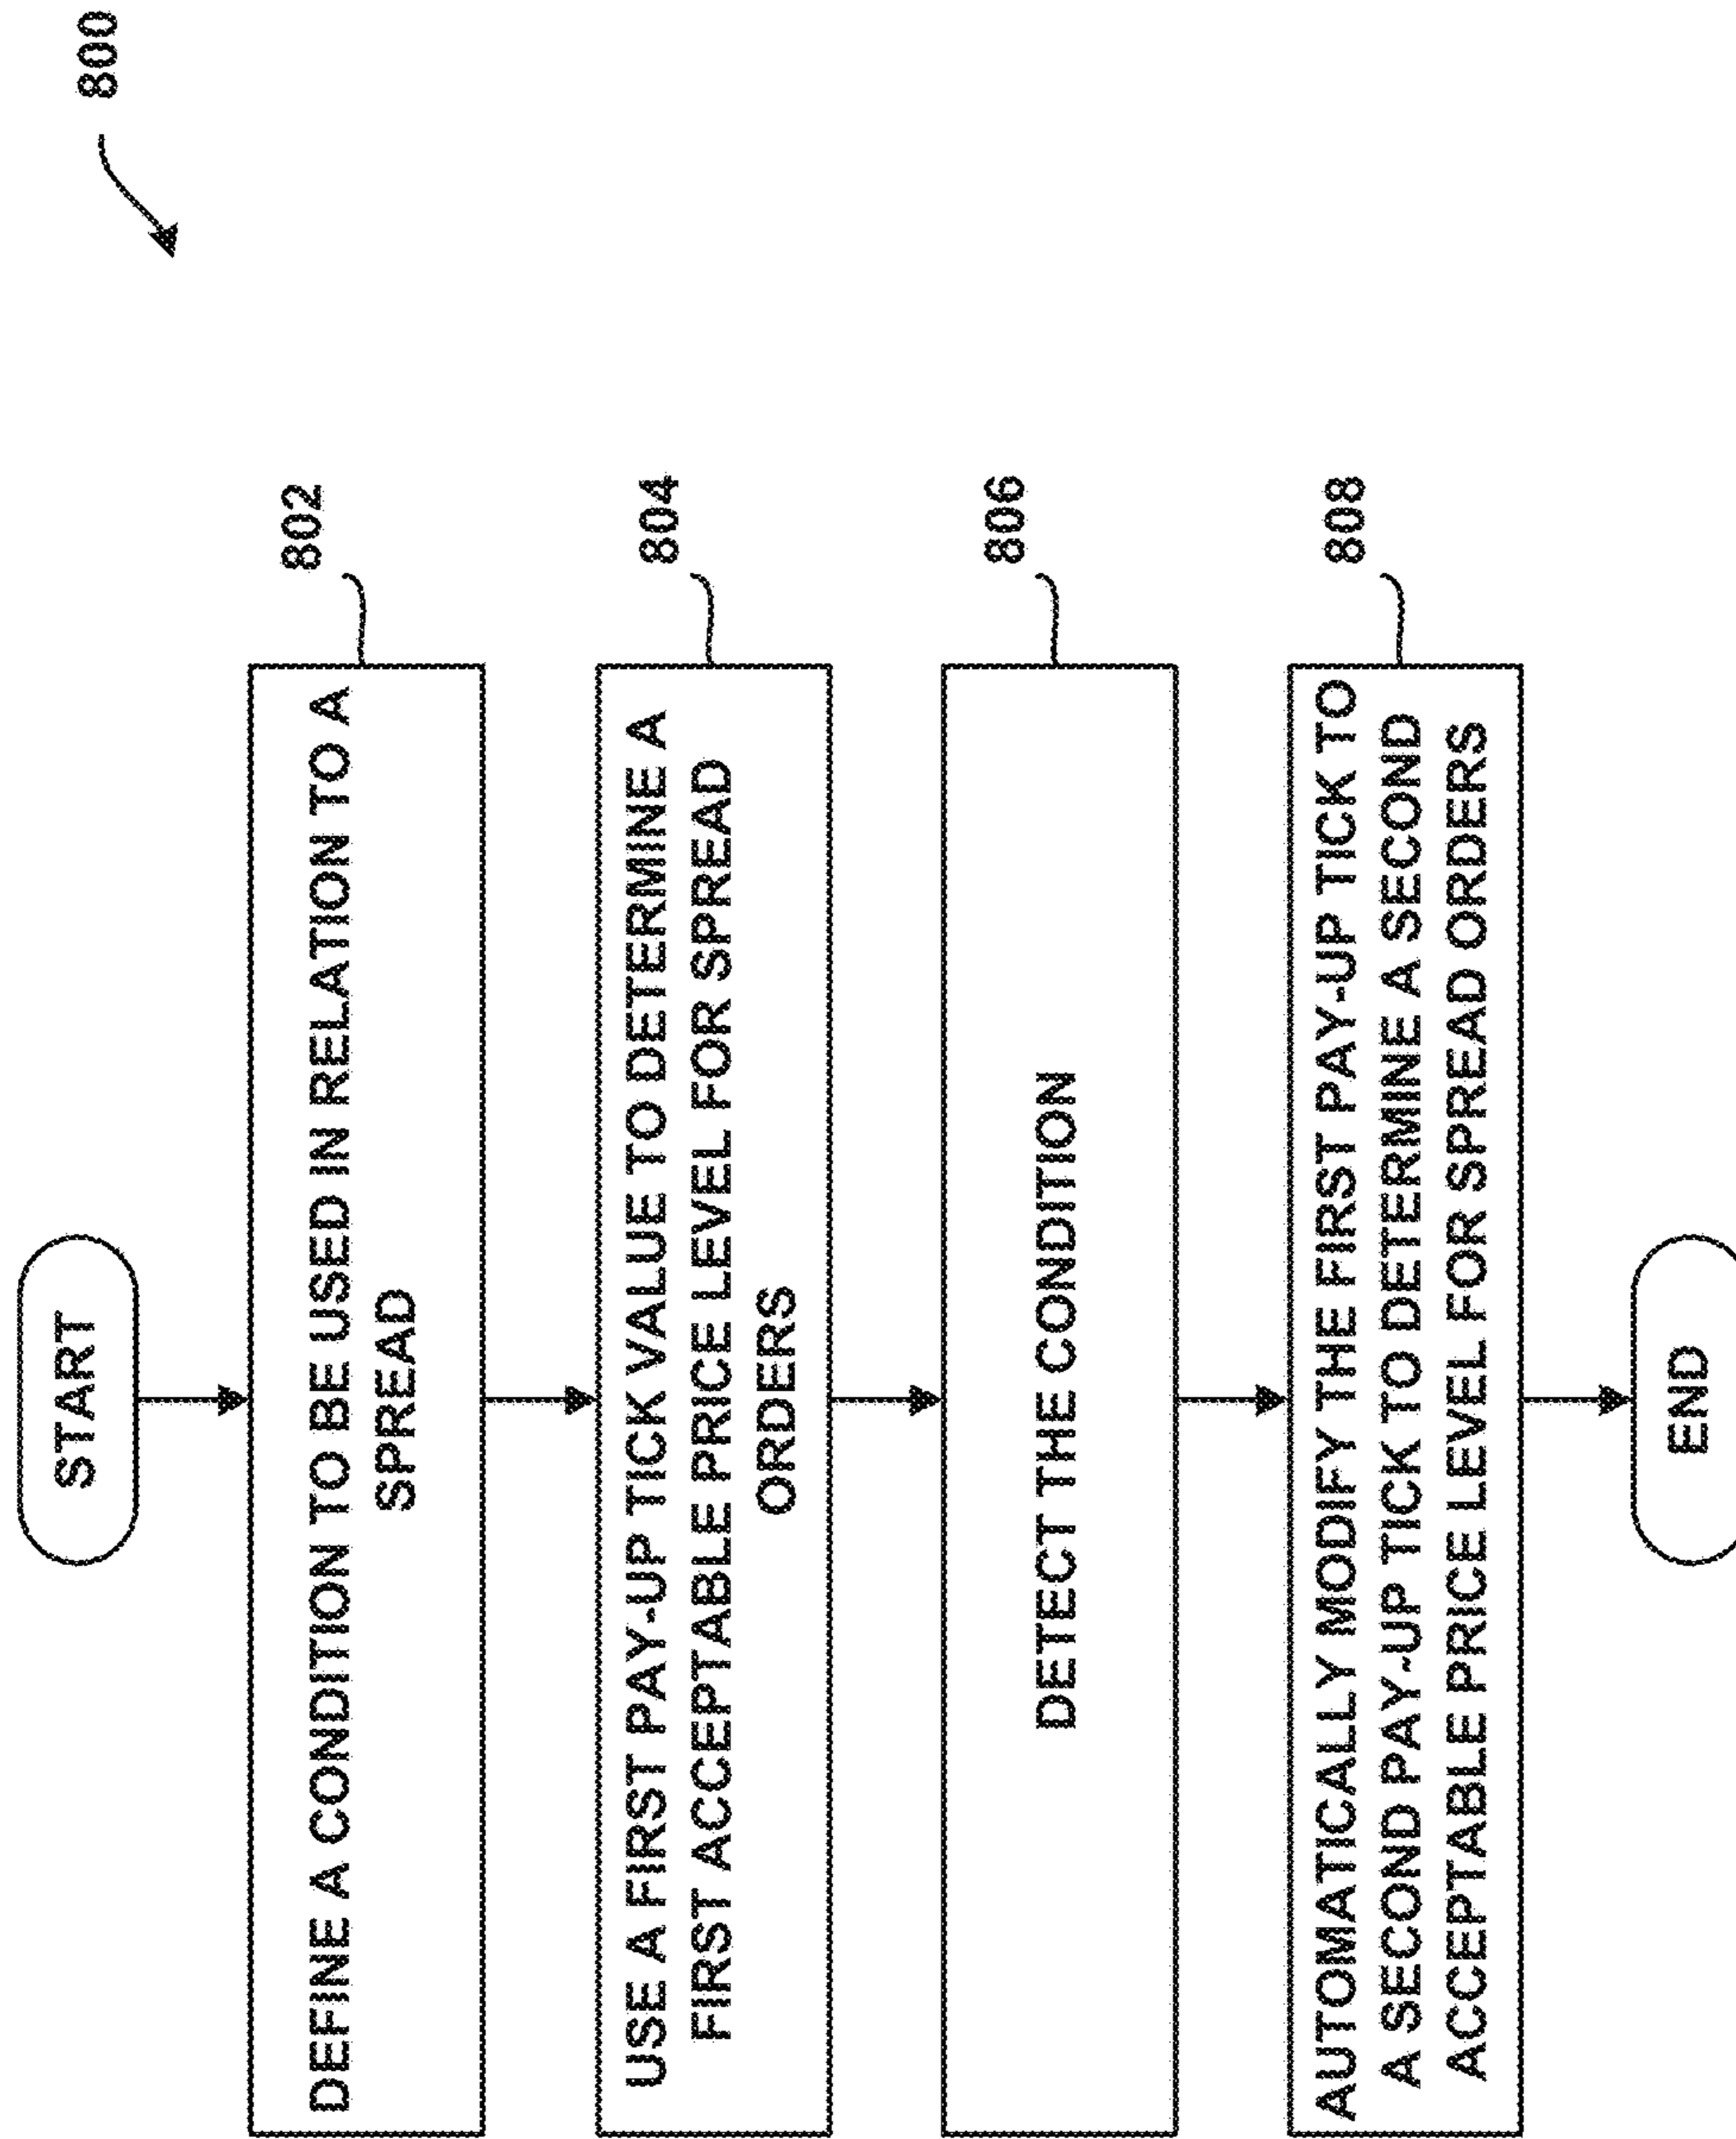 800
START
DEFINE A CONDITION TO BE USED IN RELATION TO A
SPREAD
802
USE A FIRST PAY-UP TICK VALUE TO DETERMINE A
FIRST ACCEPTABLE PRICE LEVEL FOR SPREAD
ORDERS
804
DETECT THE CONDITION
806
AUTOMATICALLY MODIFY THE FIRST PAY-UP TICK TO
A SECOND PAY-UP TICK TO DETERMINE A SECOND
ACCEPTABLE PRICE LEVEL FOR SPREAD ORDERS
808
END